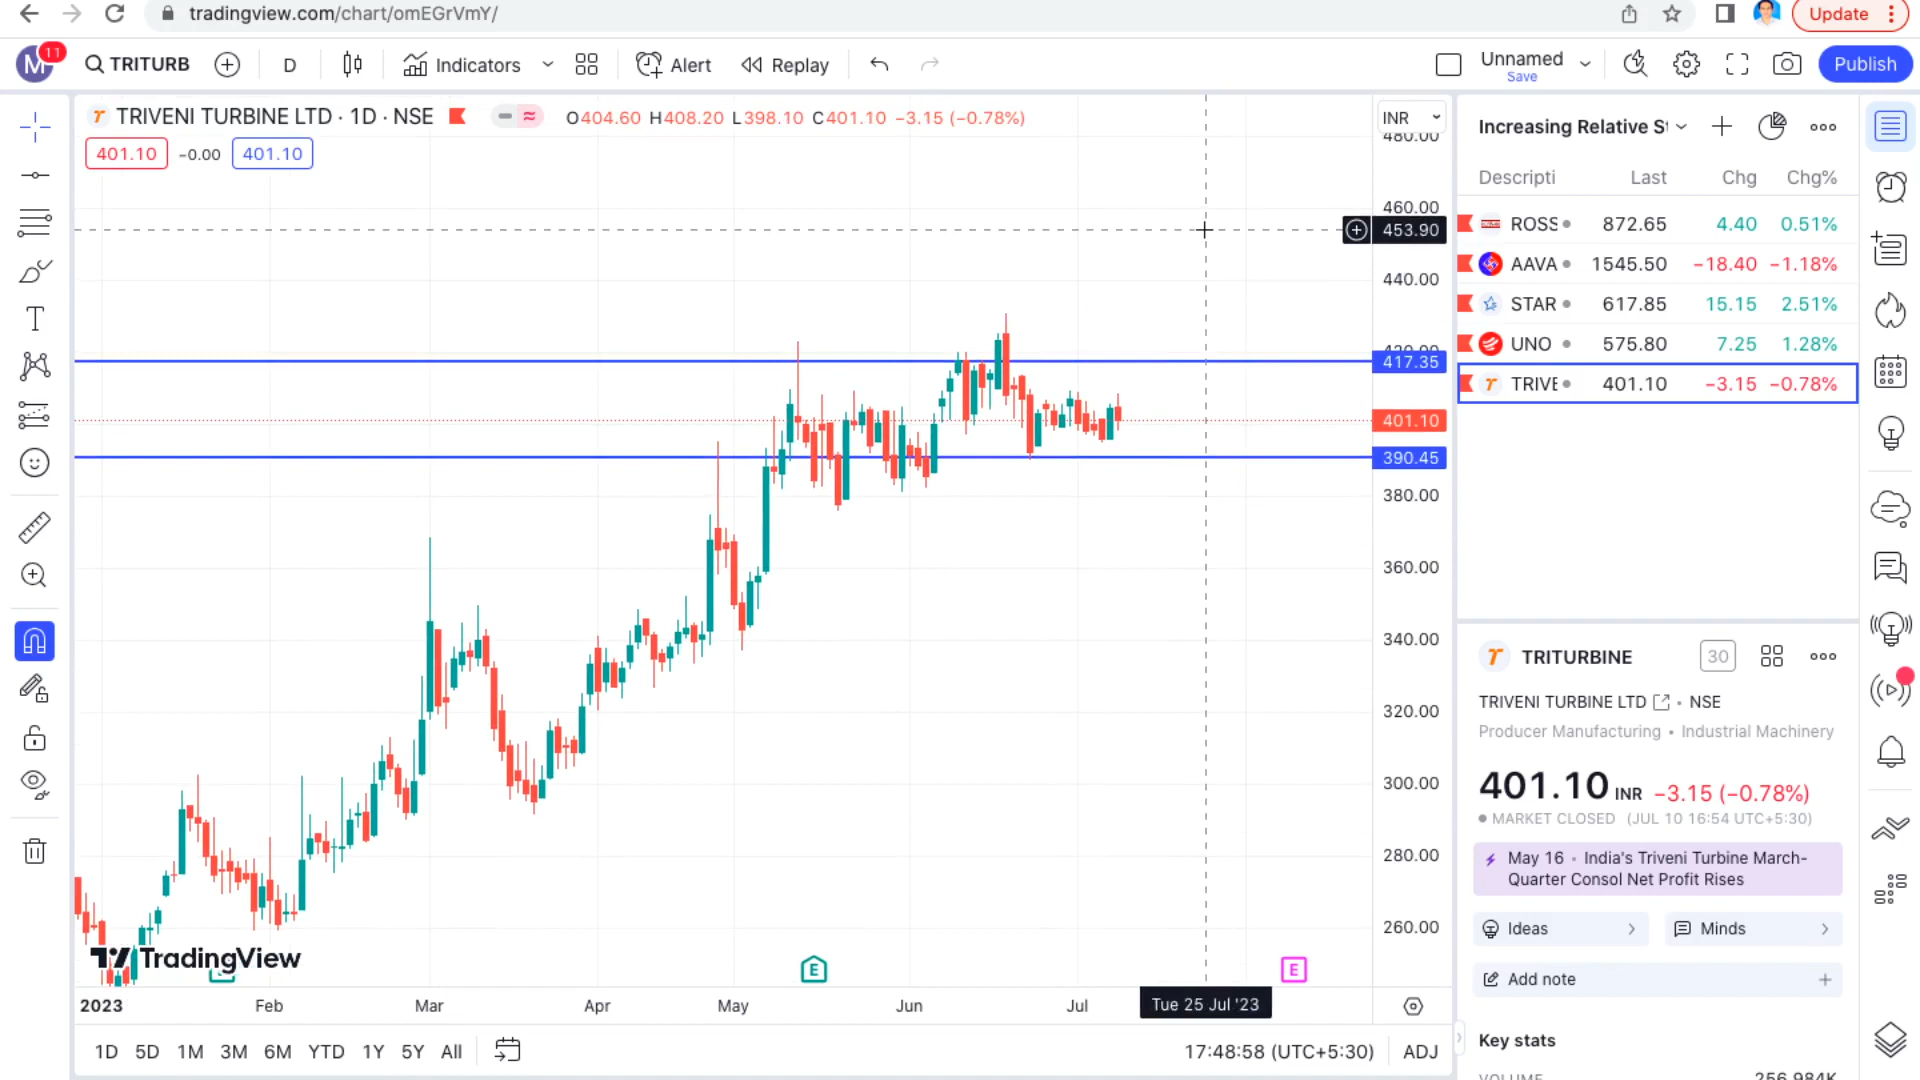 tradingview.com/chart/omEGrVmY/
Update
M 11
TRITURB
D
Indicators
Alert
Replay
Unnamed
Save
Publish
TRIVENI TURBINE LTD · 1D · NSE
O404.60 H408.20 L398.10 C401.10 −3.15 (−0.78%)
401.10 −0.00 401.10
INR
480.00
460.00
453.90
440.00
420.00
417.35
401.10
390.45
380.00
360.00
340.00
320.00
300.00
280.00
260.00
TradingView
E
E
2023 Feb Mar Apr May Jun Jul Tue 25 Jul '23
1D 5D 1M 3M 6M YTD 1Y 5Y All
17:48:58 (UTC+5:30) ADJ
Increasing Relative St
Descripti Last Chg Chg%
ROSS 872.65 4.40 0.51%
AAVA 1545.50 −18.40 −1.18%
STAR 617.85 15.15 2.51%
UNO 575.80 7.25 1.28%
TRIVE 401.10 −3.15 −0.78%
TRITURBINE
30
TRIVENI TURBINE LTD • NSE
Producer Manufacturing • Industrial Machinery
401.10 INR −3.15 (−0.78%)
MARKET CLOSED (JUL 10 16:54 UTC+5:30)
May 16 • India's Triveni Turbine March-
Quarter Consol Net Profit Rises
Ideas
Minds
Add note
Key stats
VOLUME 256.984K